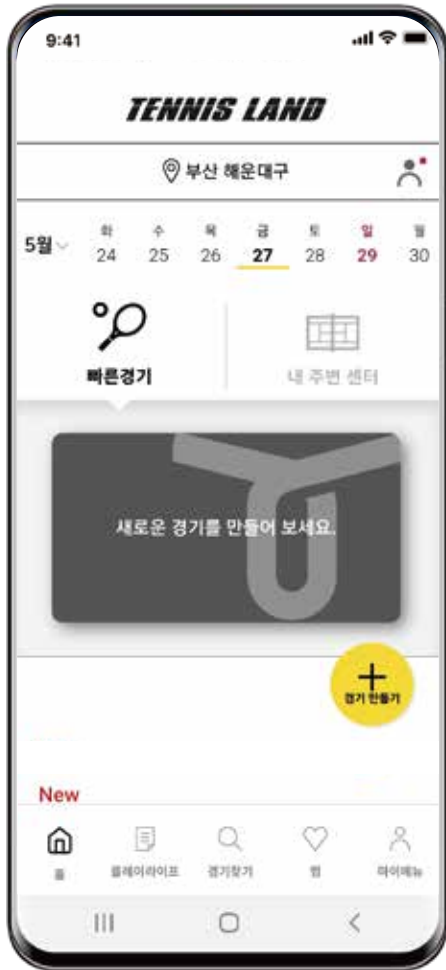 9:41
TENNIS LAND
부산 해운대구
5월
화 수 목 금 토 일 월
24 25 26 27 28 29 30
빠른경기
내 주변 센터
새로운 경기를 만들어 보세요.
경기 만들기
New
홈 플레이라이프 경기찾기 찜 마이메뉴